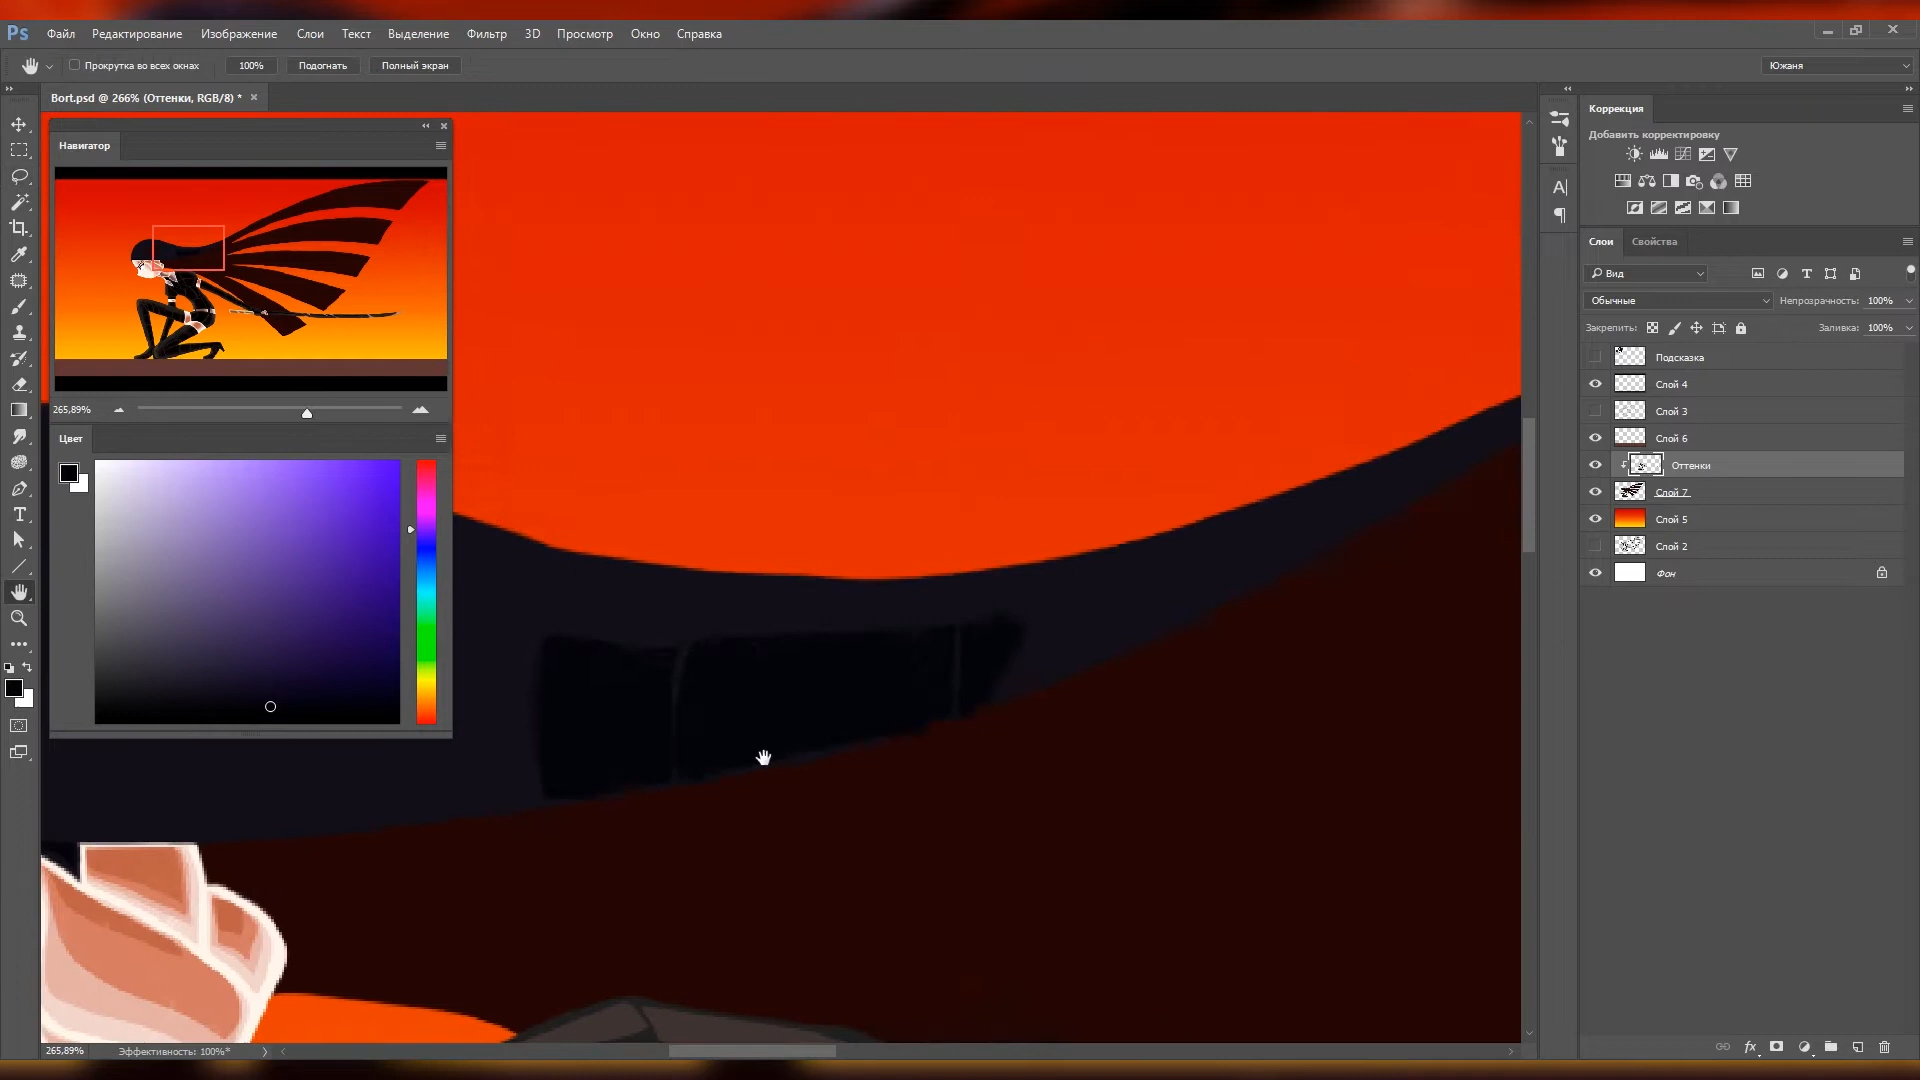 Ps Файл Редактирование Изображение Слои Текст Выделение Фильтр 3D Просмотр Окно Справка
Прокрутка во всех окнах 100% Подогнать Полный экран Южаня
Bort.psd @ 266% (Оттенки, RGB/8) *
Навигатор
265,89%
Цвет
Коррекция
Добавить корректировку
Слои Свойства
Вид
Обычные Непрозрачность: 100%
Закрепить: Заливка: 100%
Подсказка
Слой 4
Слой 3
Слой 6
Оттенки
Слой 7
Слой 5
Слой 2
Фон
265,89% Эффективность: 100%*